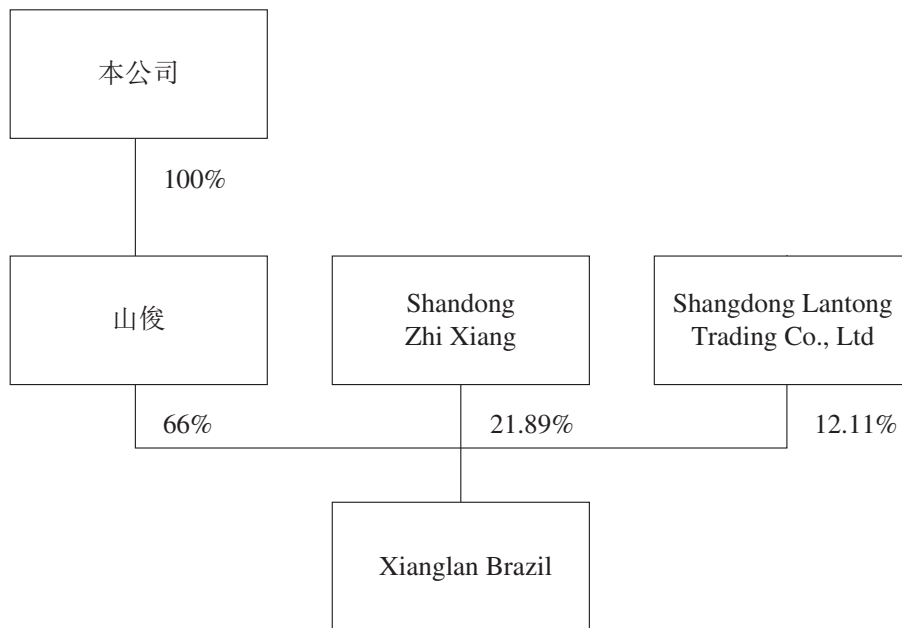 本公司
100%
山俊
Shandong
Zhi Xiang
Shangdong Lantong
Trading Co., Ltd
66%
21.89%
12.11%
Xianglan Brazil